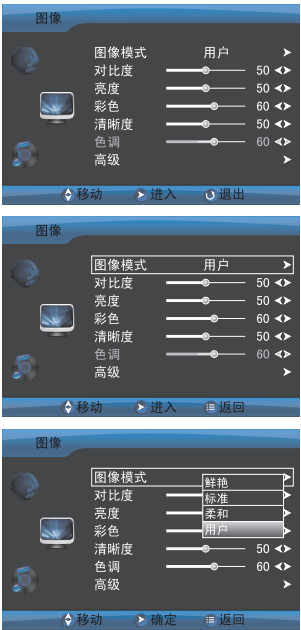 图像
图像模式 用户
对比度 50
亮度 50
彩色 60
清晰度 50
色调 60
高级
移动 进入 退出
图像
图像模式 用户
对比度 50
亮度 50
彩色 60
清晰度 50
色调 60
高级
移动 进入 返回
图像
图像模式 鲜艳
对比度 标准
亮度 柔和
彩色 用户
清晰度 50
色调 60
高级
移动 确定 返回